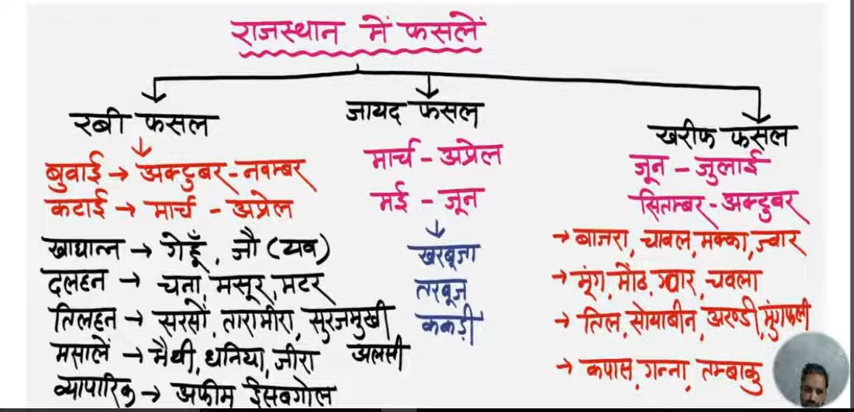 राजस्थान में फसलें
रबी फसल
बुवाई → अक्टुबर - नवम्बर
कटाई → मार्च - अप्रेल
खाद्यान्न → गेहूँ, जौ (यव)
दलहन → चना, मसूर, मटर
तिलहन → सरसों, तारामीरा, सुरजमुखी
अलसी
मसालें → मैथी, धनिया, जीरा
व्यापारिक → अफीम ईसबगोल
जायद फसल
मार्च - अप्रेल
मई - जून
खरबूजा
तरबूज
ककड़ी
खरीफ फसल
जून - जुलाई
सितम्बर - अक्टुबर
→ बाजरा, चावल, मक्का, ज्वार
→ मूंग, मौठ, ग्वार, चवला
→ तिल, सोयाबीन, अरण्डी, मुंगफली
→ कपास, गन्ना, तम्बाकु